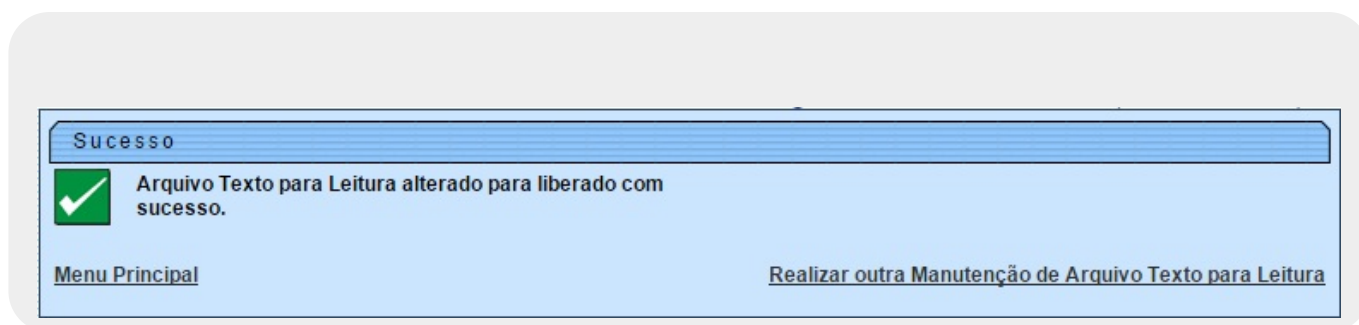 Sucesso
Arquivo Texto para Leitura alterado para liberado com
sucesso.
Menu Principal
Realizar outra Manutenção de Arquivo Texto para Leitura